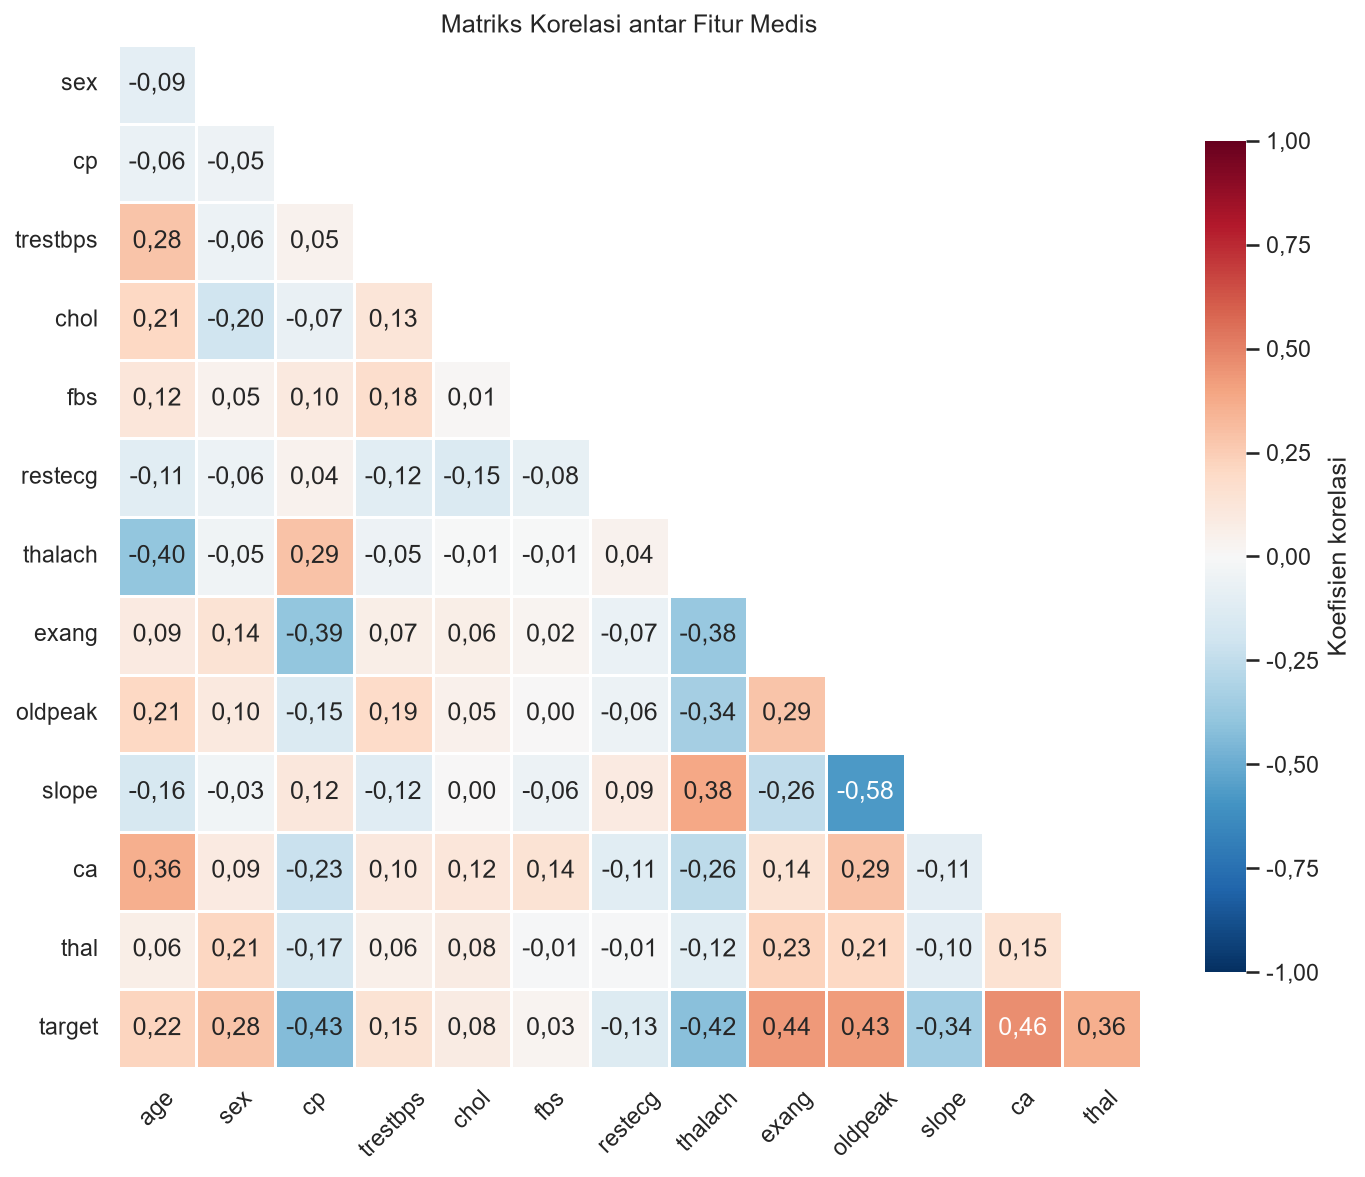 Matriks Korelasi antar Fitur Medis
sex -0,09
cp -0,06 -0,05
trestbps 0,28 -0,06 0,05
chol 0,21 -0,20 -0,07 0,13
fbs 0,12 0,05 0,10 0,18 0,01
restecg -0,11 -0,06 0,04 -0,12 -0,15 -0,08
thalach -0,40 -0,05 0,29 -0,05 -0,01 -0,01 0,04
exang 0,09 0,14 -0,39 0,07 0,06 0,02 -0,07 -0,38
oldpeak 0,21 0,10 -0,15 0,19 0,05 0,00 -0,06 -0,34 0,29
slope -0,16 -0,03 0,12 -0,12 0,00 -0,06 0,09 0,38 -0,26 -0,58
ca 0,36 0,09 -0,23 0,10 0,12 0,14 -0,11 -0,26 0,14 0,29 -0,11
thal 0,06 0,21 -0,17 0,06 0,08 -0,01 -0,01 -0,12 0,23 0,21 -0,10 0,15
target 0,22 0,28 -0,43 0,15 0,08 0,03 -0,13 -0,42 0,44 0,43 -0,34 0,46 0,36
age sex cp trestbps chol fbs restecg thalach exang oldpeak slope ca thal
1,00
0,75
0,50
0,25
0,00
-0,25
-0,50
-0,75
-1,00
Koefisien korelasi